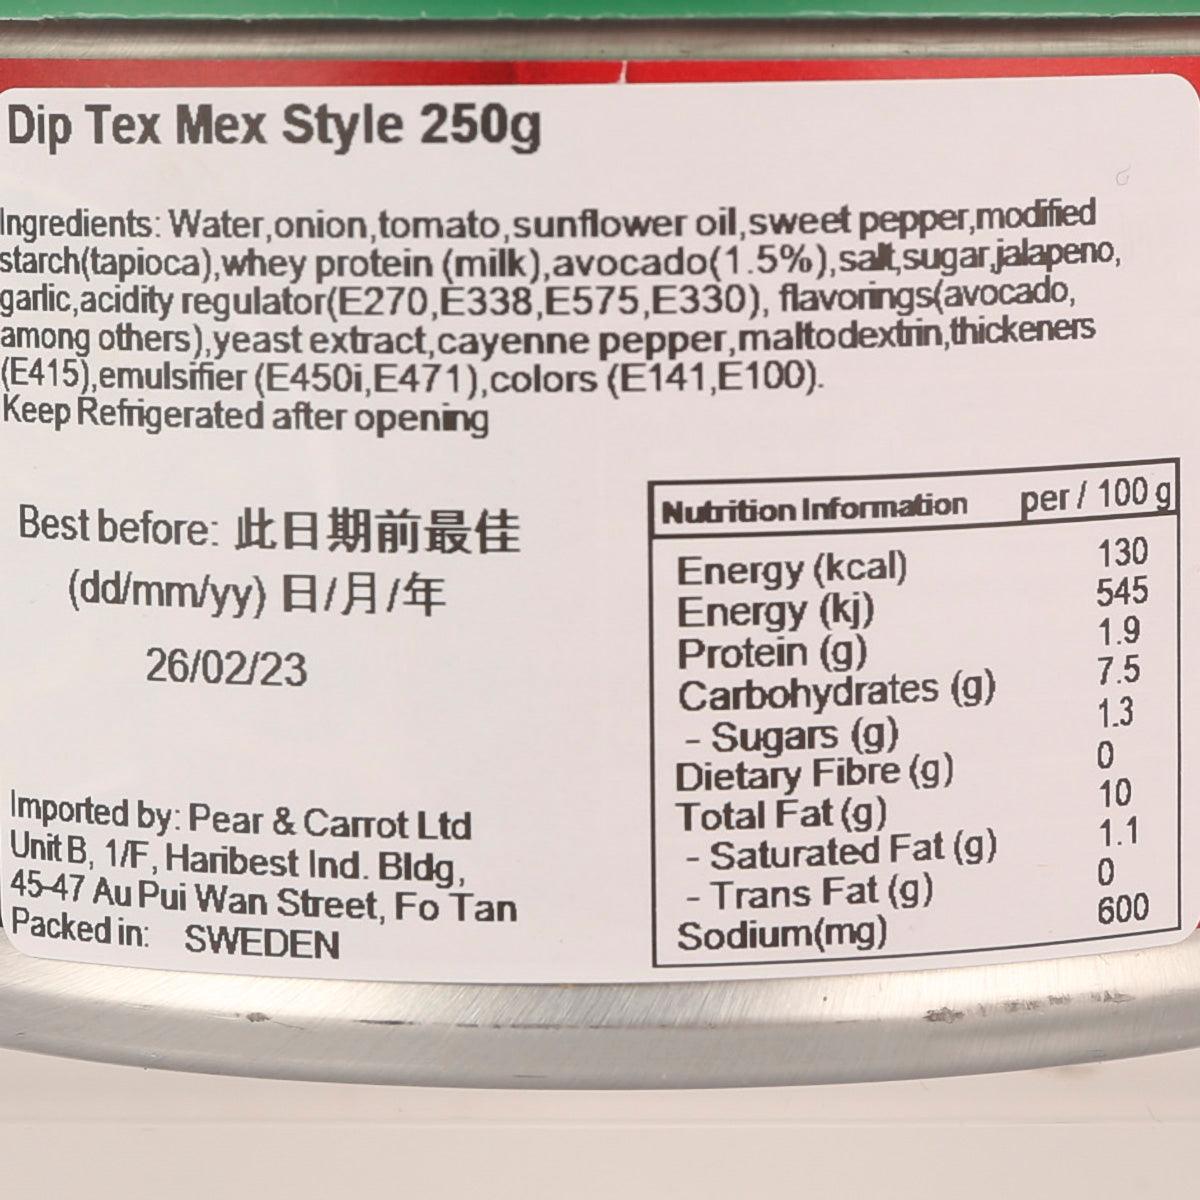 Dip Tex Mex Style 250g
Ingredients: Water,onion,tomato,sunflower oil,sweet pepper,modified
starch(tapioca),whey protein (milk),avocado(1.5%),salt,sugar,jalapeno,
garlic,acidity regulator(E270,E338,E575,E330), flavorings(avocado,
among others),yeast extract,cayenne pepper,maltodextrin,thickeners
(E415),emulsifier (E450i,E471),colors (E141,E100).
Keep Refrigerated after opening
Best before: 此日期前最佳
(dd/mm/yy) 日/月/年
26/02/23
Imported by: Pear & Carrot Ltd
Unit B, 1/F, Haribest Ind. Bldg,
45-47 Au Pui Wan Street, Fo Tan
Packed in: SWEDEN
Nutrition Information per / 100 g
Energy (kcal) 130
Energy (kj) 545
Protein (g) 1.9
Carbohydrates (g) 7.5
- Sugars (g) 1.3
Dietary Fibre (g) 0
Total Fat (g) 10
- Saturated Fat (g) 1.1
- Trans Fat (g) 0
Sodium(mg) 600